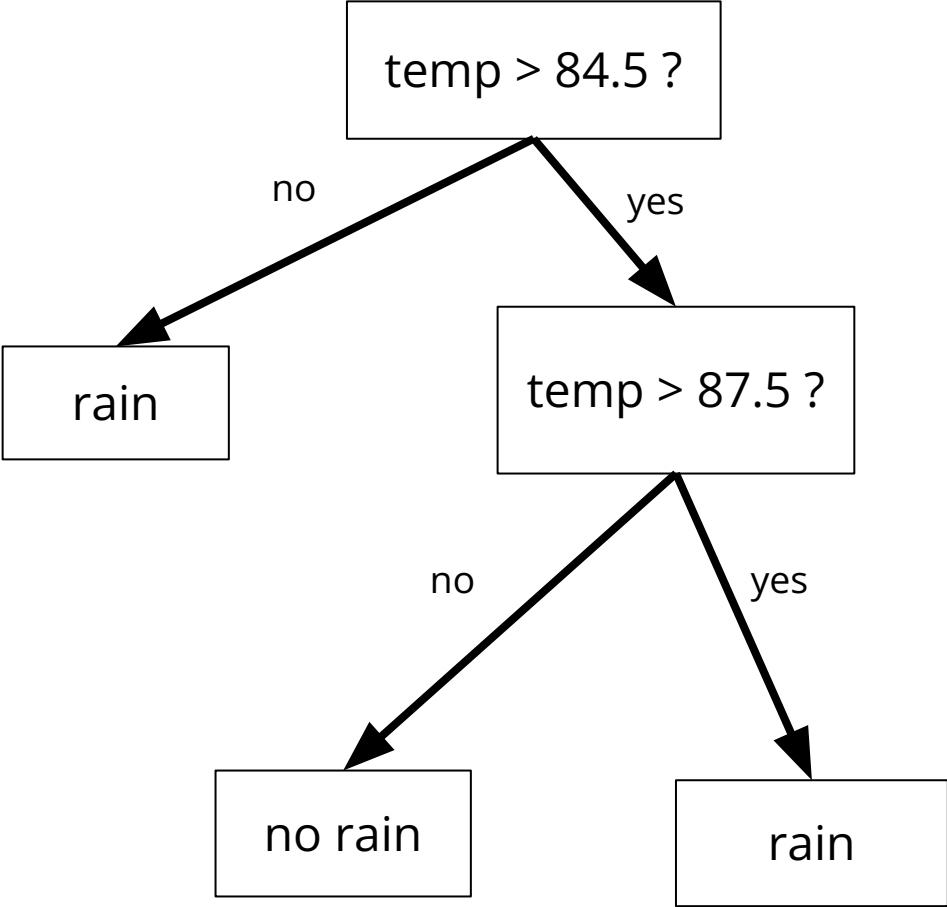 temp > 84.5 ?
no
yes
rain
temp > 87.5 ?
no
yes
no rain
rain